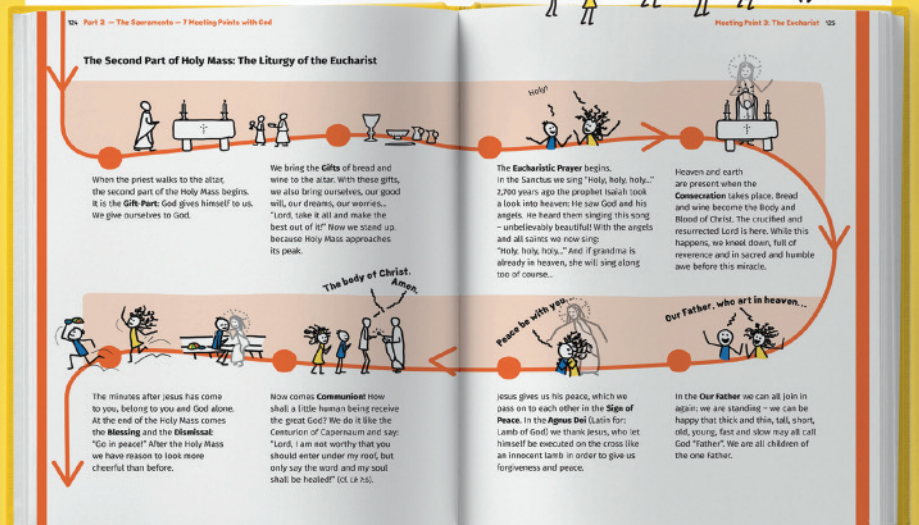 124 Part 2 — The Sacraments — 7 Meeting Points with God
Meeting Point 3: The Eucharist 125
The Second Part of Holy Mass: The Liturgy of the Eucharist
When the priest walks to the altar,
the second part of the Holy Mass begins.
It is the Gift-Part: God gives himself to us.
We give ourselves to God.
We bring the Gifts of bread and
wine to the altar. With these gifts,
we also bring ourselves, our good
will, our dreams, our worries...
"Lord, take it all and make the
best out of it!" Now we stand up,
because Holy Mass approaches
its peak.
Holy!
The Eucharistic Prayer begins.
In the Sanctus we sing "Holy, holy, holy..."
2,700 years ago the prophet Isaiah took
a look into heaven: He saw God and his
angels. He heard them singing this song
– unbelievably beautiful! With the angels
and all saints we now sing:
"Holy, holy, holy..." And if grandma is
already in heaven, she will sing along
too of course...
Heaven and earth
are present when the
Consecration takes place. Bread
and wine become the Body and
Blood of Christ. The crucified and
resurrected Lord is here. While this
happens, we kneel down, full of
reverence and in sacred and humble
awe before this miracle.
Our Father, who art in heaven...
In the Our Father we can all join in
again: we are standing – we can be
happy that thick and thin, tall, short,
old, young, fast and slow may all call
God "Father". We are all children of
the one Father.
Peace be with you.
Jesus gives us his peace, which we
pass on to each other in the Sign of
Peace. In the Agnus Dei (Latin for:
Lamb of God) we thank Jesus, who let
himself be executed on the cross like
an innocent lamb in order to give us
forgiveness and peace.
The body of Christ.
Amen.
Now comes Communion! How
shall a little human being receive
the great God? We do it like the
Centurion of Capernaum and say:
"Lord, I am not worthy that you
should enter under my roof, but
only say the word and my soul
shall be healed!" (cf. Lk 7:6).
The minutes after Jesus has come
to you, belong to you and God alone.
At the end of the Holy Mass comes
the Blessing and the Dismissal:
"Go in peace!" After the Holy Mass
we have reason to look more
cheerful than before.